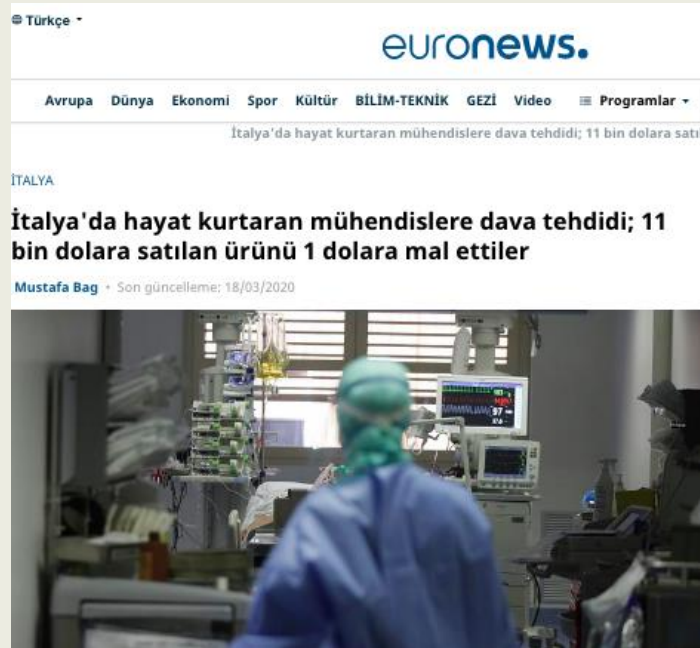 Türkçe
euronews.
Avrupa Dünya Ekonomi Spor Kültür BİLİM-TEKNİK GEZİ Video Programlar
İtalya'da hayat kurtaran mühendislere dava tehdidi; 11 bin dolara satı
İTALYA
İtalya'da hayat kurtaran mühendislere dava tehdidi; 11
bin dolara satılan ürünü 1 dolara mal ettiler
Mustafa Bag • Son güncelleme: 18/03/2020
97